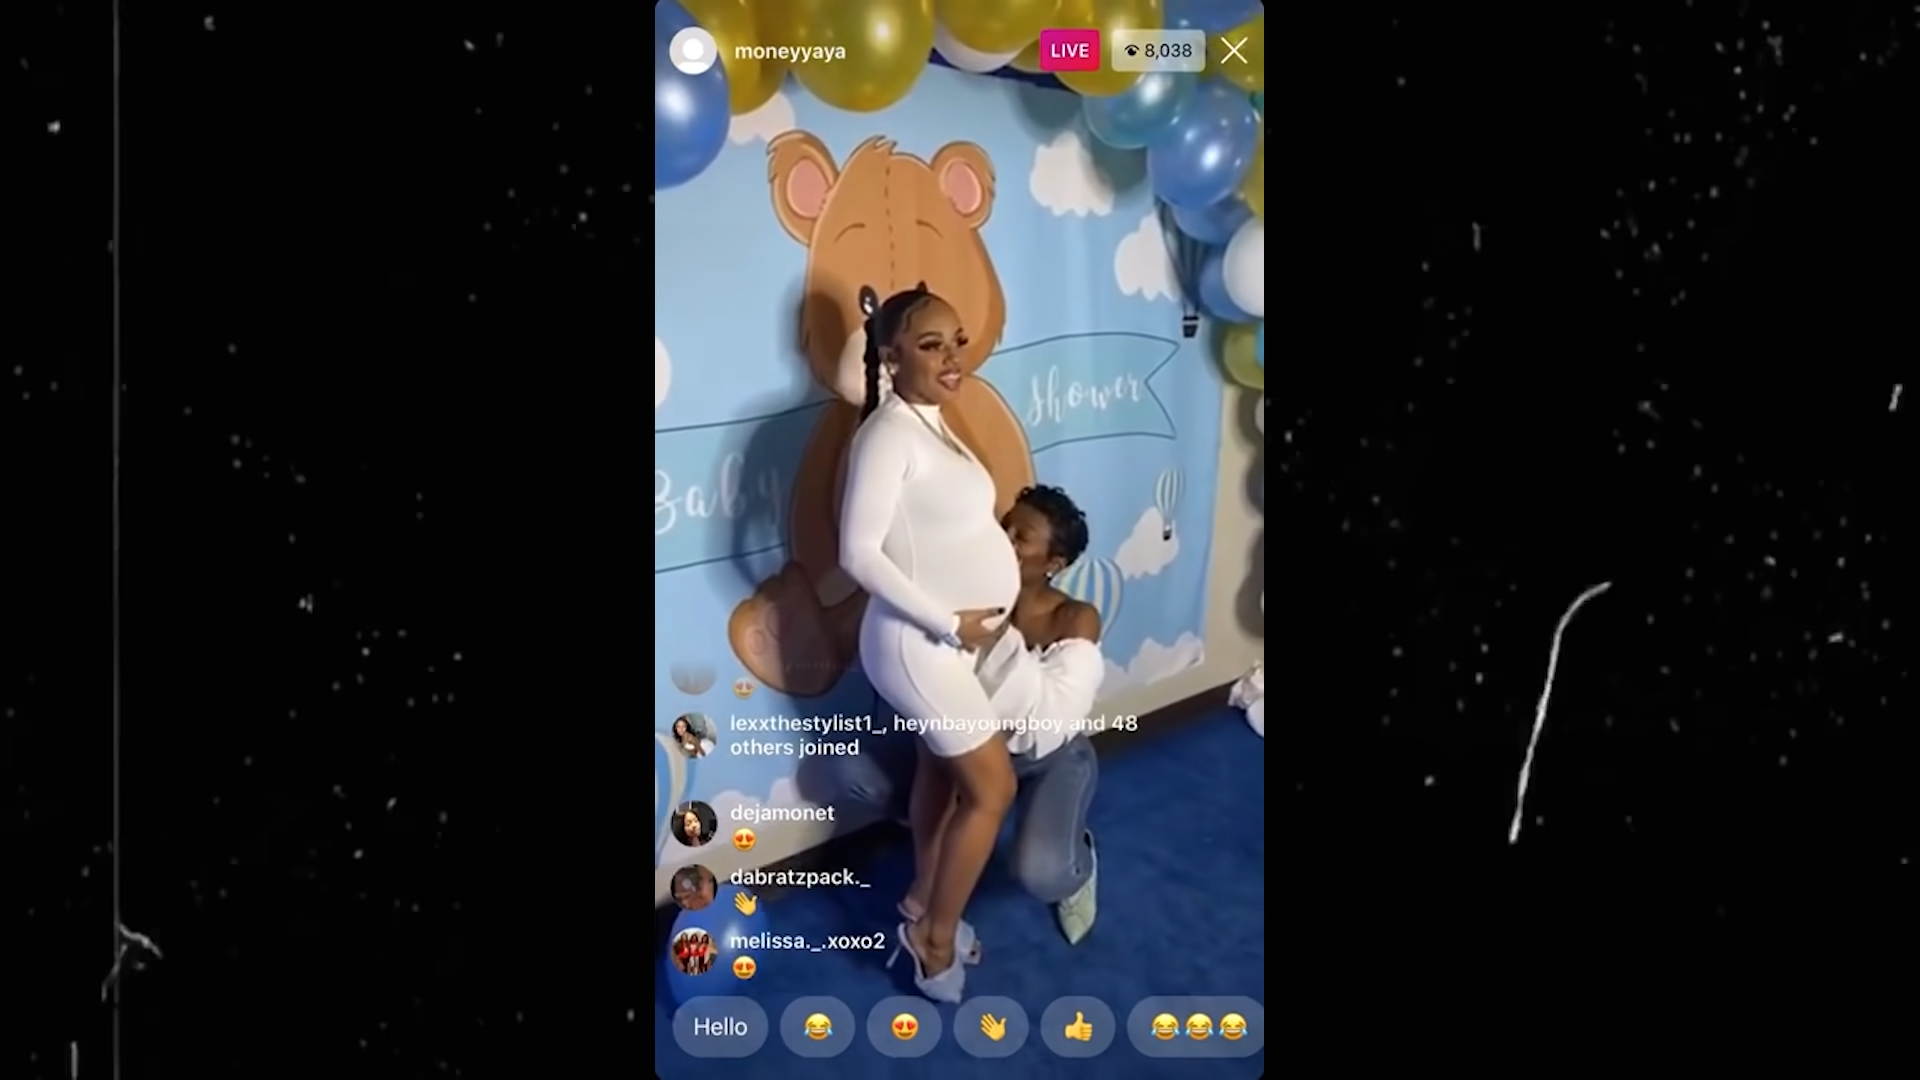 moneyyaya
LIVE
8,038
Shower
Baby
😍
lexxthestylist1_, heynbayoungboy and 48
others joined
dejamonet
😍
dabratzpack._
👋
melissa._.xoxo2
😍
Hello 😂 😍 👋 👍 😂😂😂